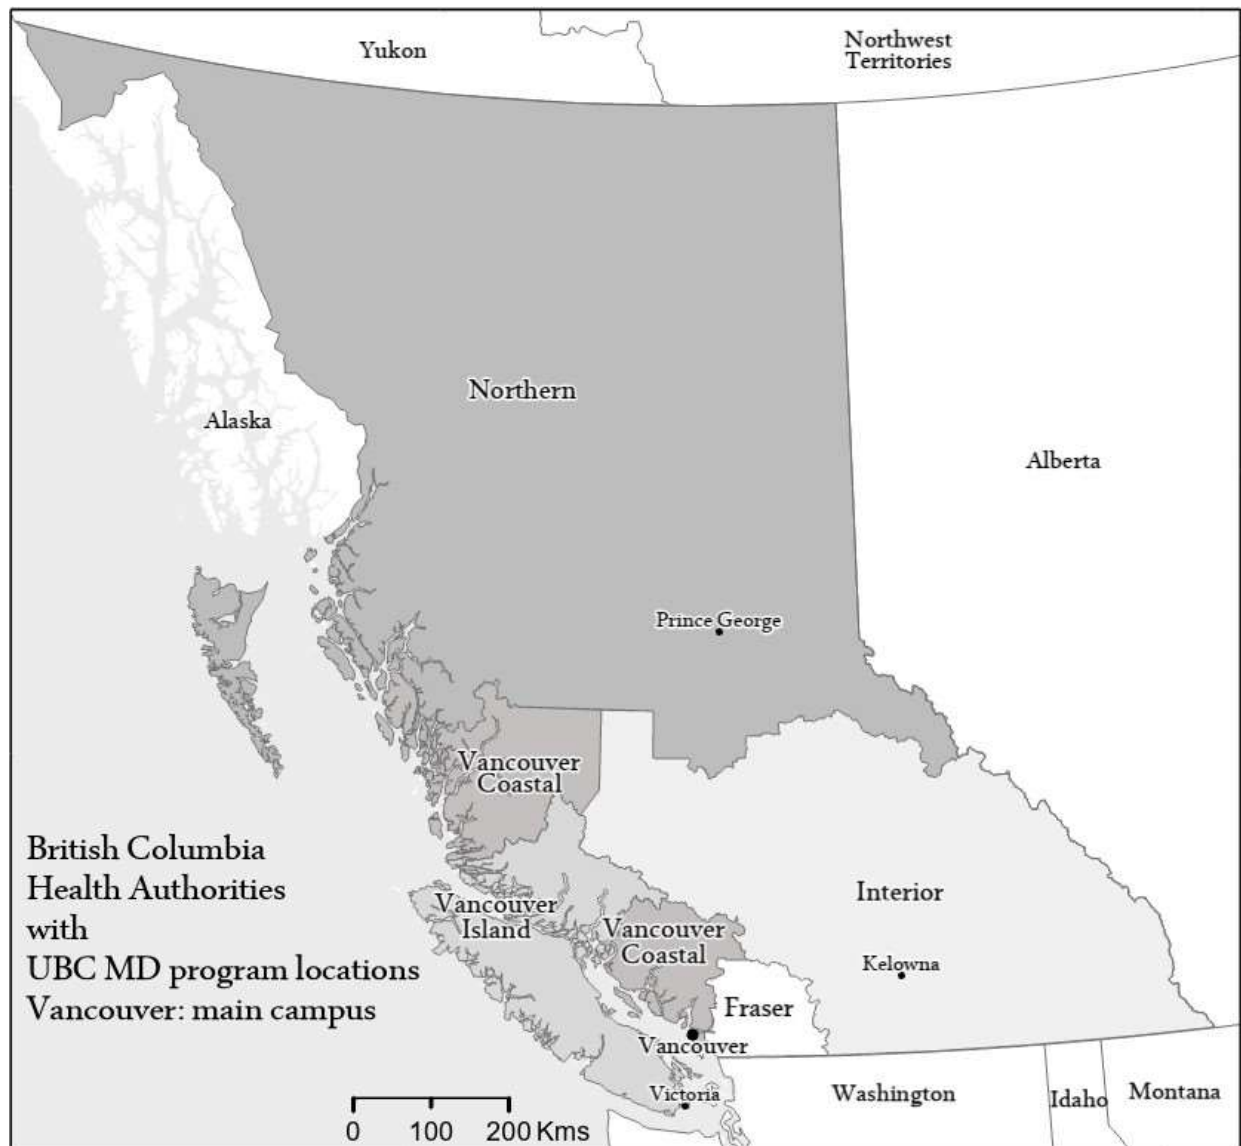 Yukon
Northwest
Territories
Northern
Alaska
Alberta
Prince George
Vancouver
Coastal
British Columbia
Health Authorities
with
UBC MD program locations
Vancouver: main campus
Vancouver
Island
Vancouver
Coastal
Interior
Kelowna
Fraser
Vancouver
Victoria
Washington
Idaho
Montana
0 100 200 Kms